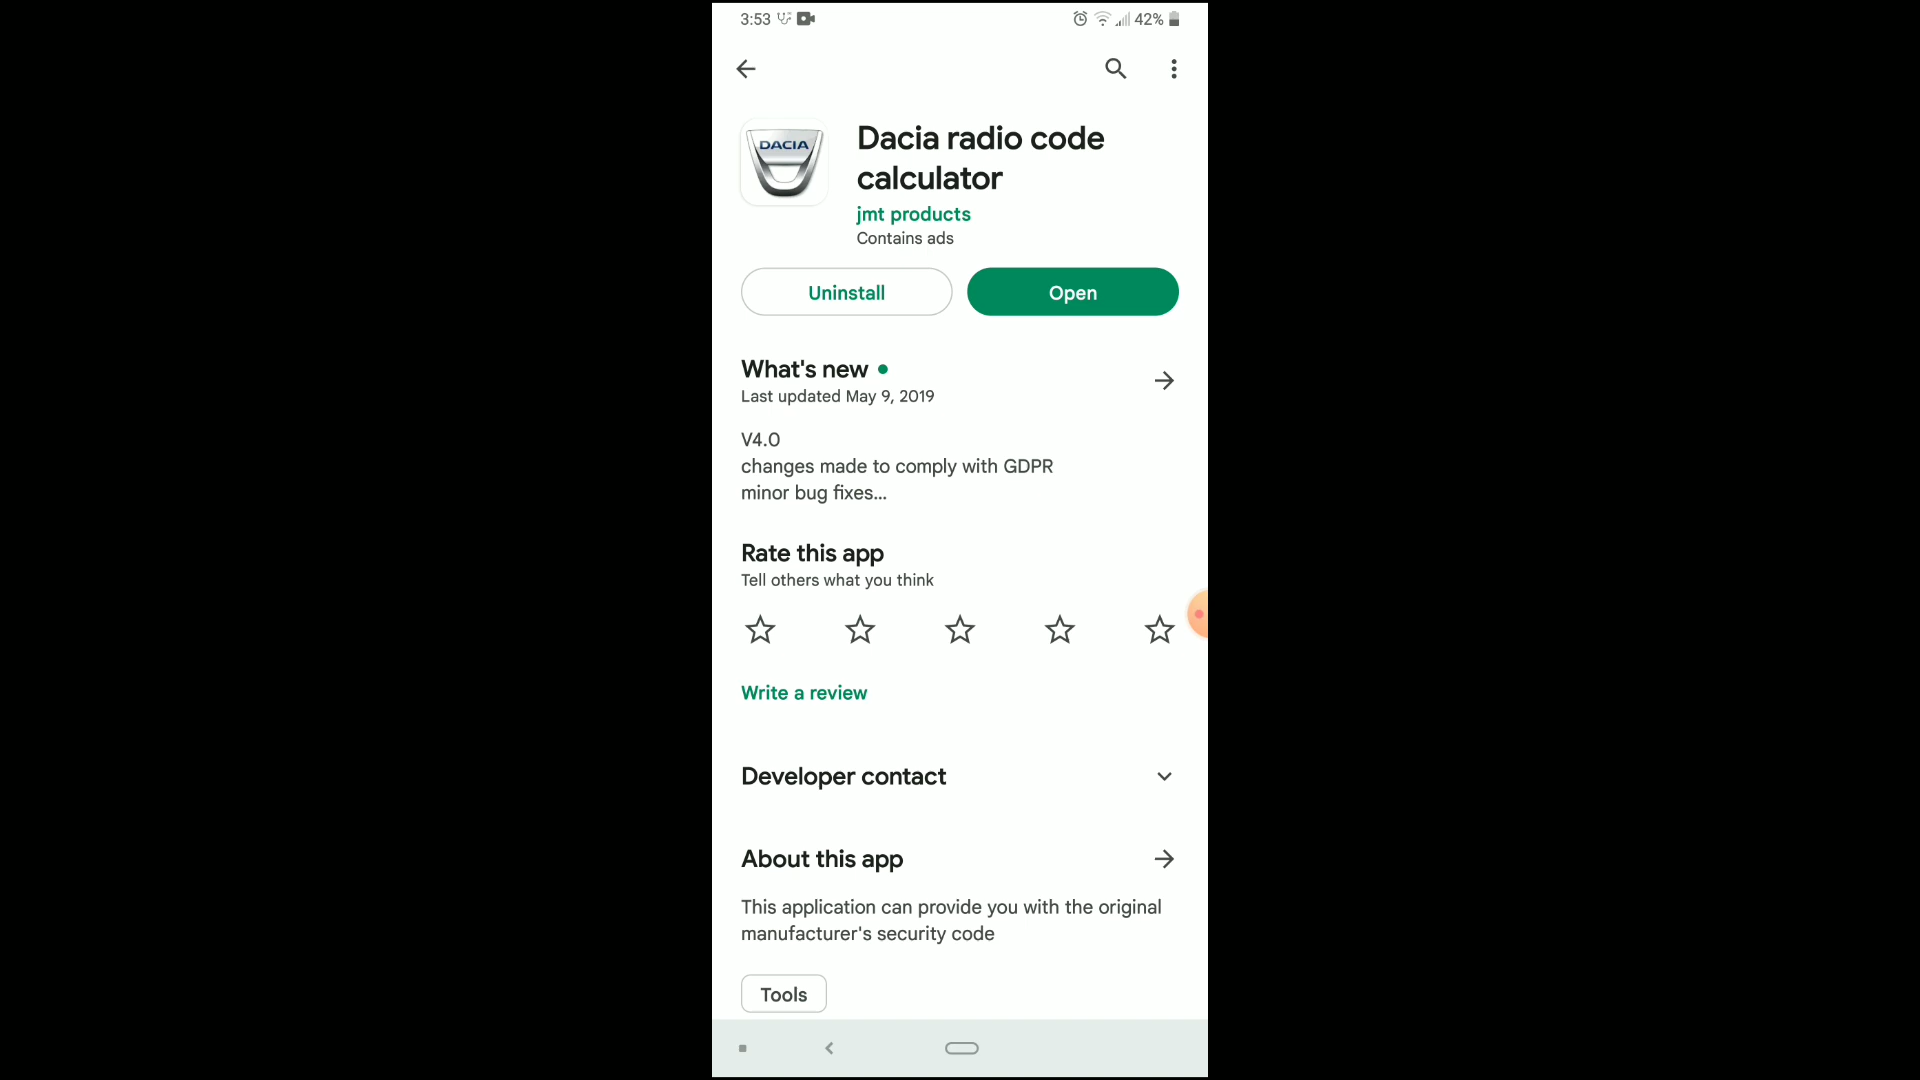 3:53
42%
DACIA
Dacia radio code
calculator
jmt products
Contains ads
Uninstall
Open
What's new
Last updated May 9, 2019
V4.0
changes made to comply with GDPR
minor bug fixes...
Rate this app
Tell others what you think
Write a review
Developer contact
About this app
This application can provide you with the original
manufacturer's security code
Tools